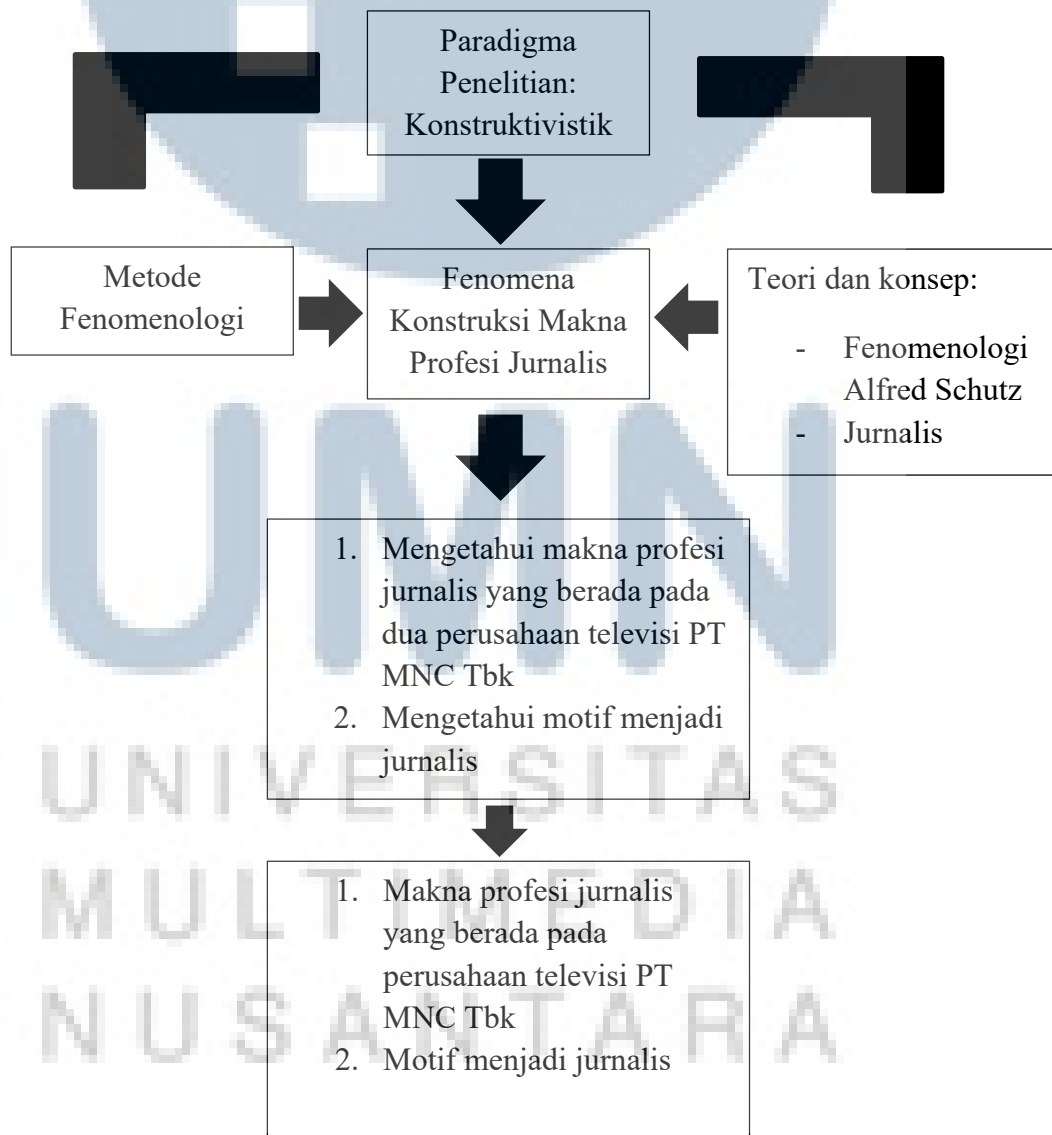 Paradigma
Penelitian:
Konstruktivistik
Metode
Fenomenologi
Fenomena
Konstruksi Makna
Profesi Jurnalis
Teori dan konsep:
- Fenomenologi
Alfred Schutz
- Jurnalis
1. Mengetahui makna profesi
jurnalis yang berada pada
dua perusahaan televisi PT
MNC Tbk
2. Mengetahui motif menjadi
jurnalis
1. Makna profesi jurnalis
yang berada pada
perusahaan televisi PT
MNC Tbk
2. Motif menjadi jurnalis
UMN
UNIVERSITAS
MULTIMEDIA
NUSANTARA